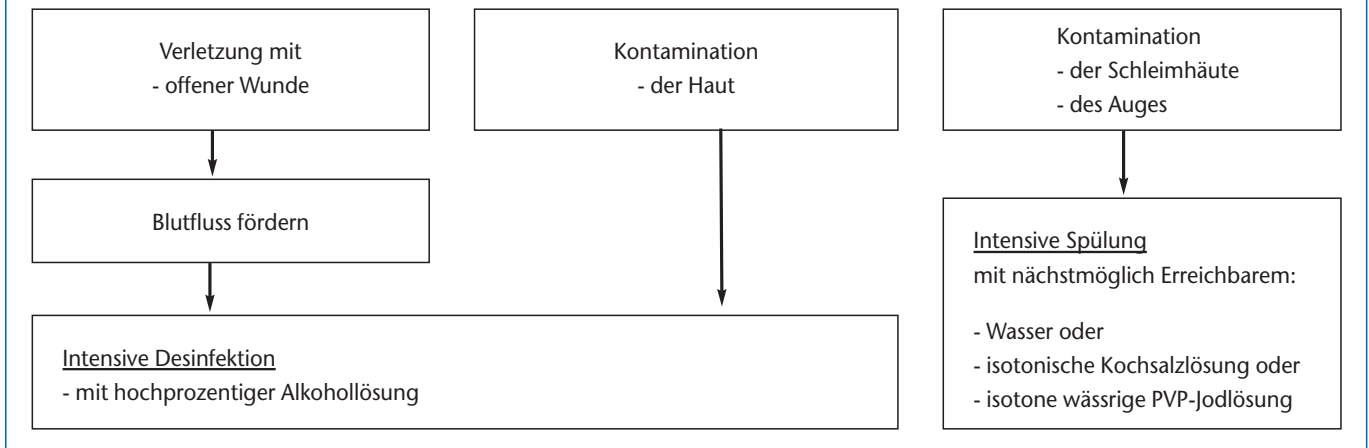 Verletzung mit
- offener Wunde
Kontamination
- der Haut
Kontamination
- der Schleimhäute
- des Auges
Blutfluss fördern
Intensive Desinfektion
- mit hochprozentiger Alkohollösung
Intensive Spülung
mit nächstmöglich Erreichbarem:
- Wasser oder
- isotonische Kochsalzlösung oder
- isotone wässrige PVP-Jodlösung